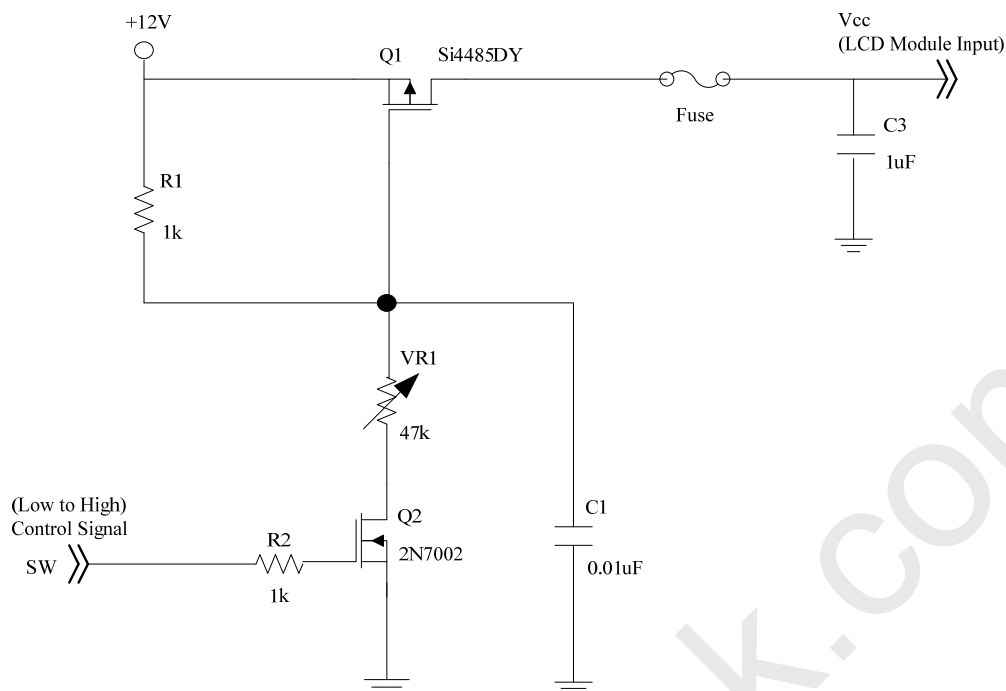 +12V
Q1
Si4485DY
Vcc
(LCD Module Input)
Fuse
C3
1uF
R1
1k
VR1
47k
(Low to High)
Control Signal
SW
R2
1k
Q2
2N7002
C1
0.01uF
k.con